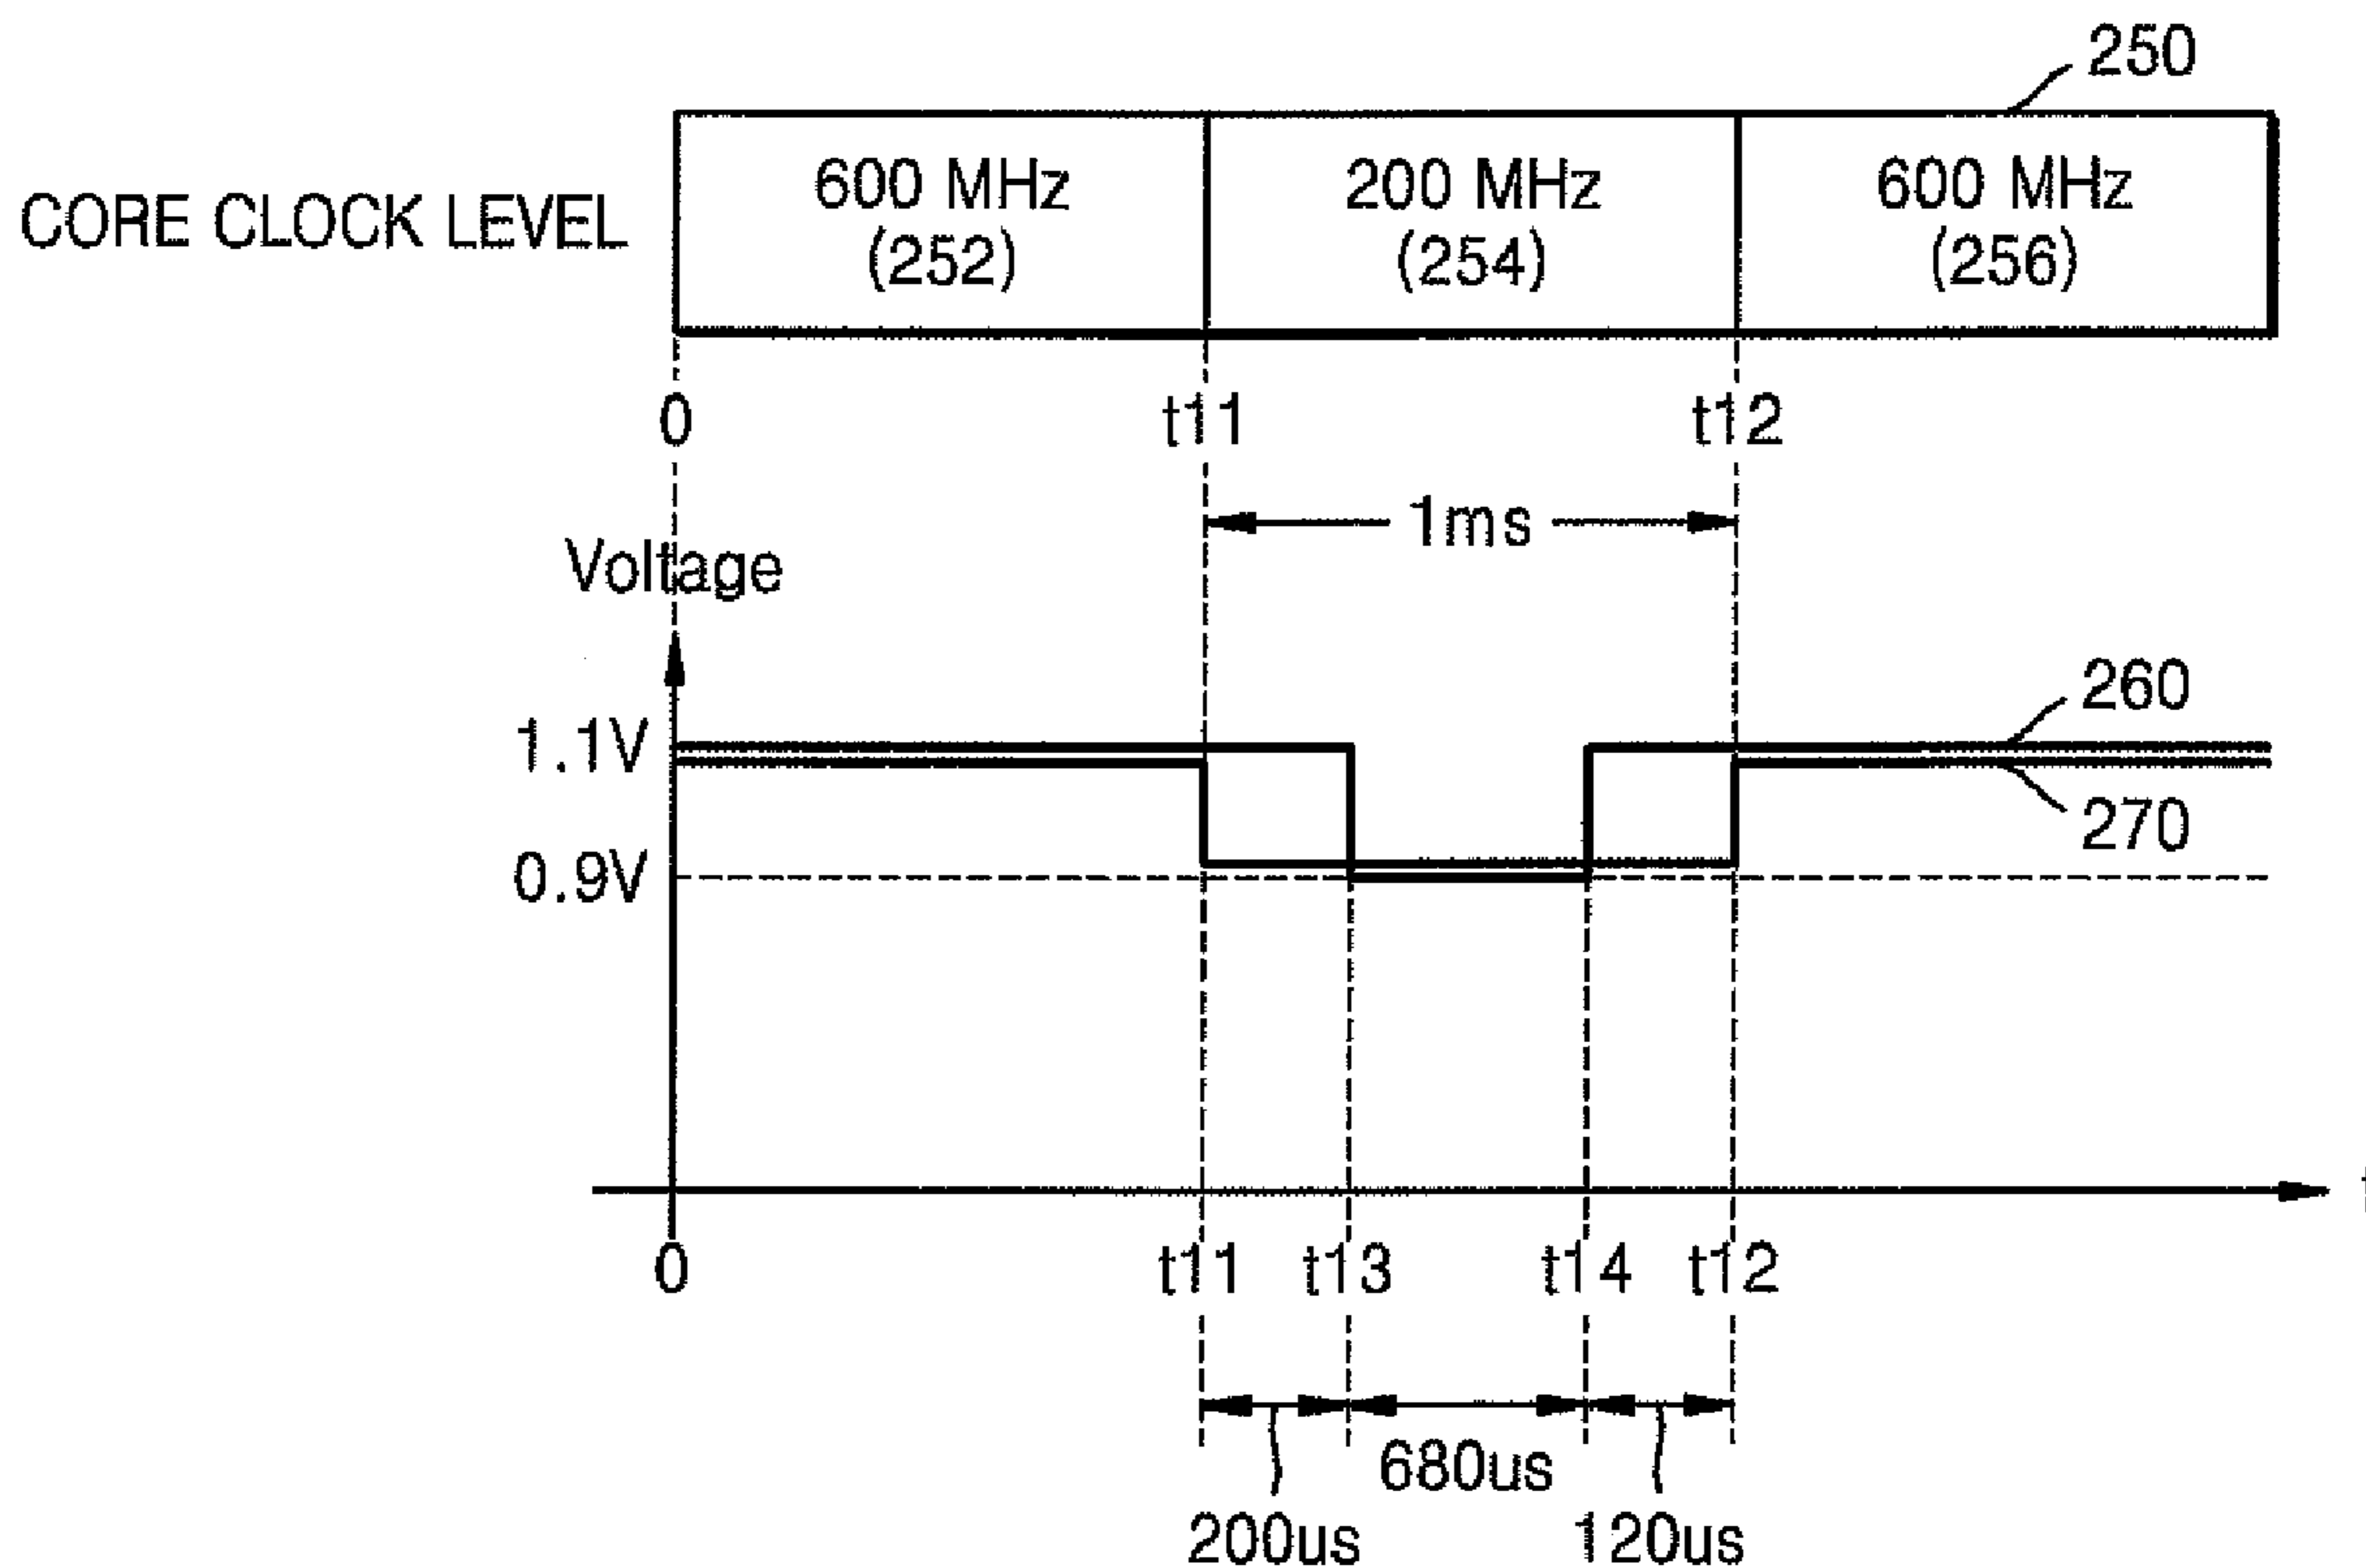 250
CORE CLOCK LEVEL
600 MHz
(252)
200 MHz
(254)
600 MHz
(256)
0
t11
t12
1ms
Voltage
260
1.1V
270
0.9V
t
0
t11
t13
t14
t12
680us
200us
120us